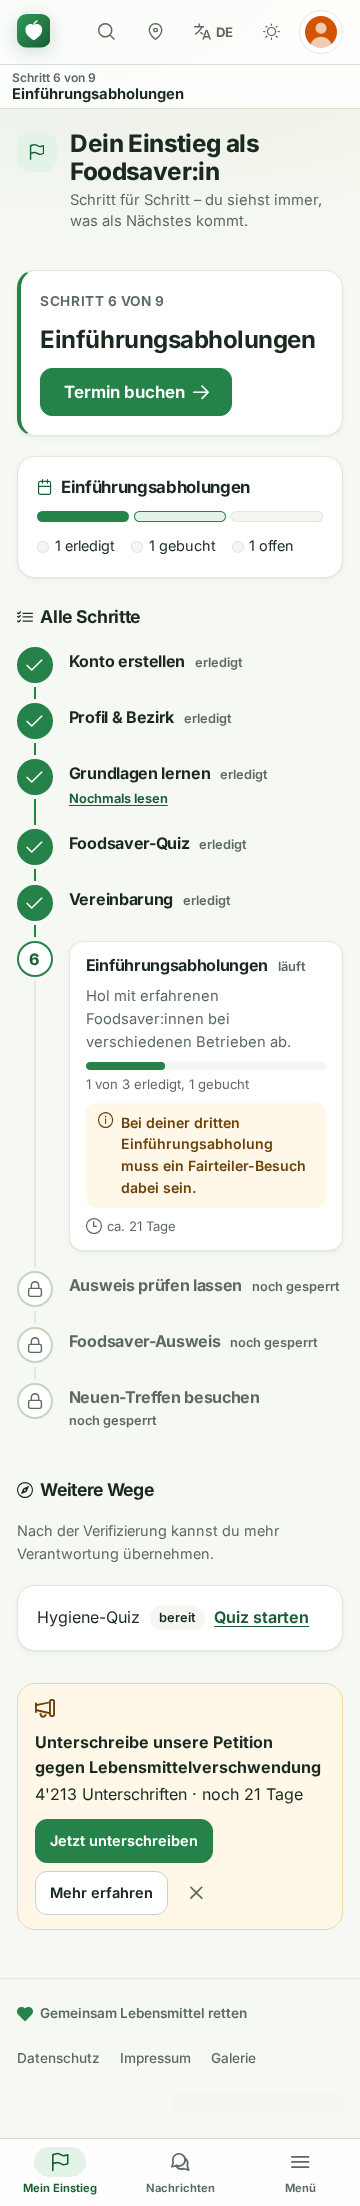 DE
Schritt 6 von 9
Einführungsabholungen
Dein Einstieg als
Foodsaver:in
Schritt für Schritt – du siehst immer,
was als Nächstes kommt.
SCHRITT 6 VON 9
Einführungsabholungen
Termin buchen
Einführungsabholungen
1 erledigt 1 gebucht 1 offen
Alle Schritte
Konto erstellen erledigt
Profil & Bezirk erledigt
Grundlagen lernen erledigt
Nochmals lesen
Foodsaver-Quiz erledigt
Vereinbarung erledigt
6 Einführungsabholungen läuft
Hol mit erfahrenen
Foodsaver:innen bei
verschiedenen Betrieben ab.
1 von 3 erledigt, 1 gebucht
Bei deiner dritten
Einführungsabholung
muss ein Fairteiler-Besuch
dabei sein.
ca. 21 Tage
Ausweis prüfen lassen noch gesperrt
Foodsaver-Ausweis noch gesperrt
Neuen-Treffen besuchen
noch gesperrt
Weitere Wege
Nach der Verifizierung kannst du mehr
Verantwortung übernehmen.
Hygiene-Quiz bereit Quiz starten
Unterschreibe unsere Petition
gegen Lebensmittelverschwendung
4'213 Unterschriften · noch 21 Tage
Jetzt unterschreiben
Mehr erfahren
Gemeinsam Lebensmittel retten
Datenschutz Impressum Galerie
Mein Einstieg Nachrichten Menü